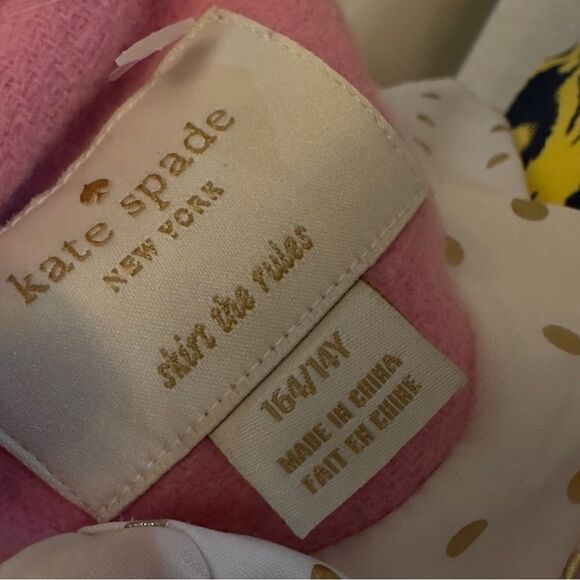 kate spade
NEW YORK
skirt the rules
164/14Y
MADE IN CHINA
FAIT EN CHINE